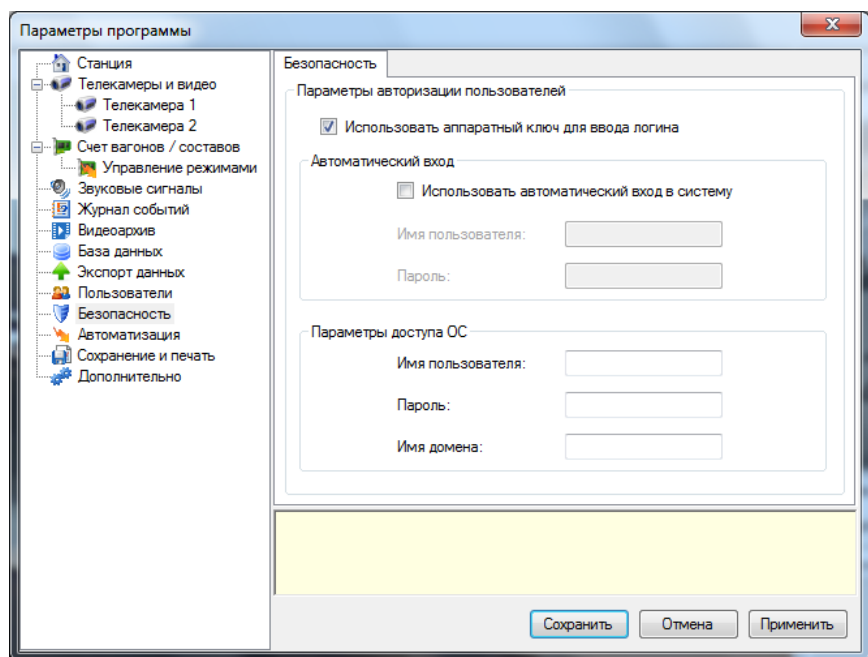 Параметры программы
Станция
Телекамеры и видео
Телекамера 1
Телекамера 2
Счет вагонов / составов
Управление режимами
Звуковые сигналы
Журнал событий
Видеоархив
База данных
Экспорт данных
Пользователи
Безопасность
Автоматизация
Сохранение и печать
Дополнительно
Безопасность
Параметры авторизации пользователей
Использовать аппаратный ключ для ввода логина
Автоматический вход
Использовать автоматический вход в систему
Имя пользователя:
Пароль:
Параметры доступа ОС
Имя пользователя:
Пароль:
Имя домена:
Сохранить
Отмена
Применить